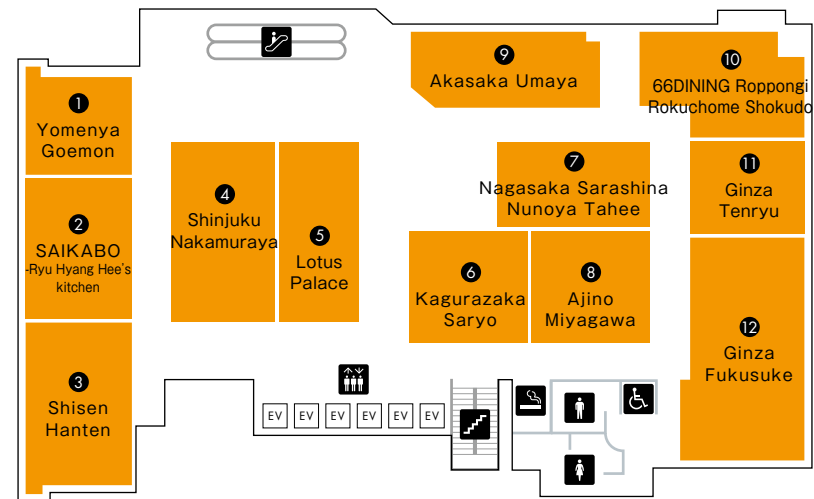 1
Yomenya
Goemon
2
SAIKABO
-Ryu Hyang Hee's
kitchen
3
Shisen
Hanten
4
Shinjuku
Nakamuraya
5
Lotus
Palace
6
Kagurazaka
Saryo
7
Nagasaka Sarashina
Nunoya Tahee
8
Ajino
Miyagawa
9
Akasaka Umaya
10
66DINING Roppongi
Rokuchome Shokudo
11
Ginza
Tenryu
12
Ginza
Fukusuke
EV EV EV EV EV EV